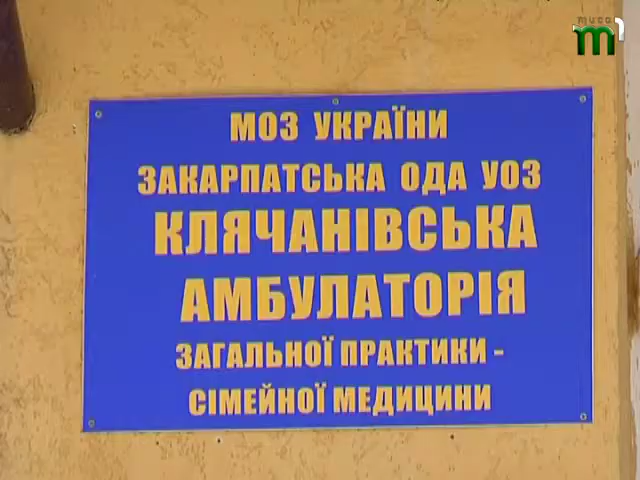 МОЗ УКРАЇНИ
ЗАКАРПАТСЬКА ОДА УОЗ
КЛЯЧАНІВСЬКА
АМБУЛАТОРІЯ
ЗАГАЛЬНОЇ ПРАКТИКИ -
СІМЕЙНОЇ МЕДИЦИНИ